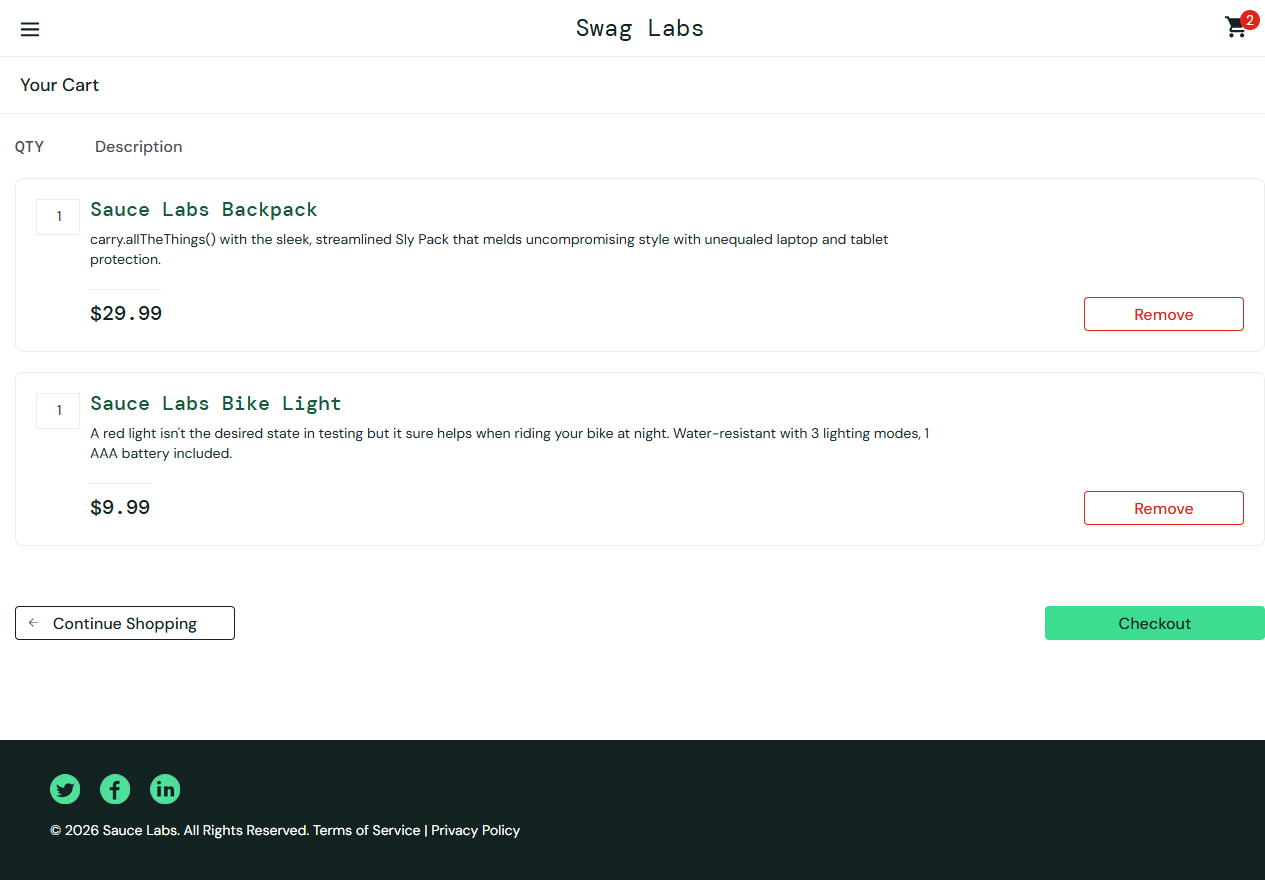 Swag Labs
2
Your Cart
QTY Description
1
Sauce Labs Backpack
carry.allTheThings() with the sleek, streamlined Sly Pack that melds uncompromising style with unequaled laptop and tablet
protection.
$29.99
Remove
1
Sauce Labs Bike Light
A red light isn't the desired state in testing but it sure helps when riding your bike at night. Water-resistant with 3 lighting modes, 1
AAA battery included.
$9.99
Remove
Continue Shopping
Checkout
© 2026 Sauce Labs. All Rights Reserved. Terms of Service | Privacy Policy